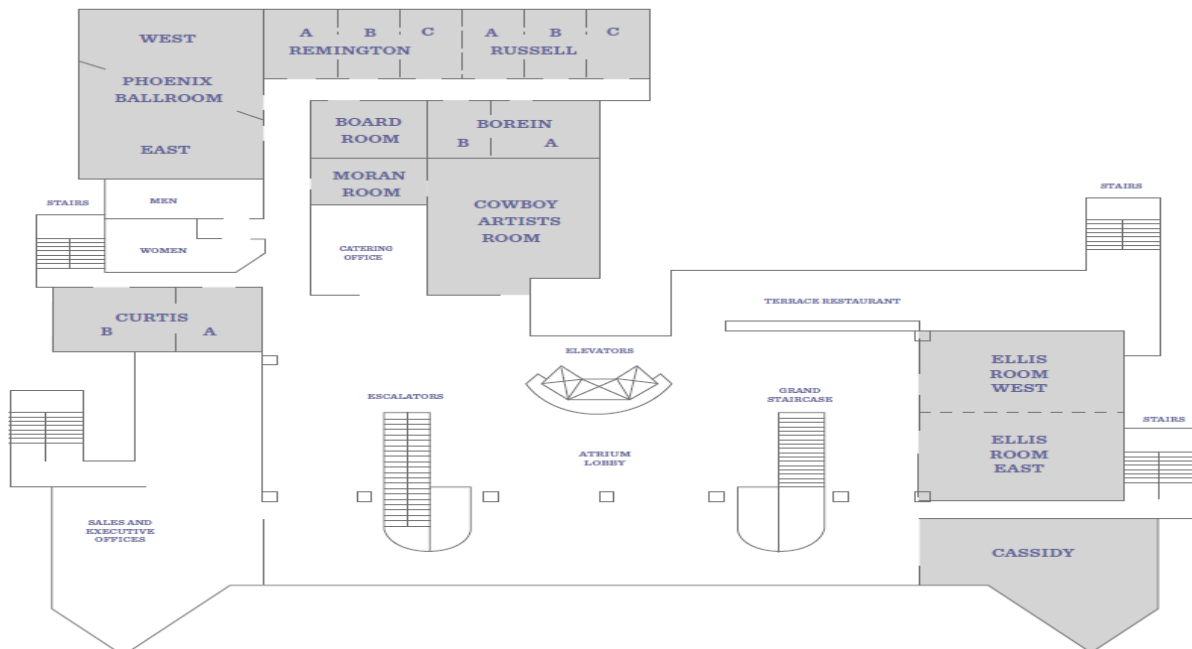 WEST
PHOENIX
BALLROOM
EAST
A B C
REMINGTON
A B C
RUSSELL
BOARD
ROOM
BOREIN
B A
MORAN
ROOM
COWBOY
ARTISTS
ROOM
STAIRS
MEN
WOMEN
CATERING
OFFICE
STAIRS
CURTIS
B A
TERRACE RESTAURANT
ELEVATORS
ESCALATORS
GRAND
STAIRCASE
ELLIS
ROOM
WEST
ELLIS
ROOM
EAST
STAIRS
ATRIUM
LOBBY
SALES AND
EXECUTIVE
OFFICES
CASSIDY